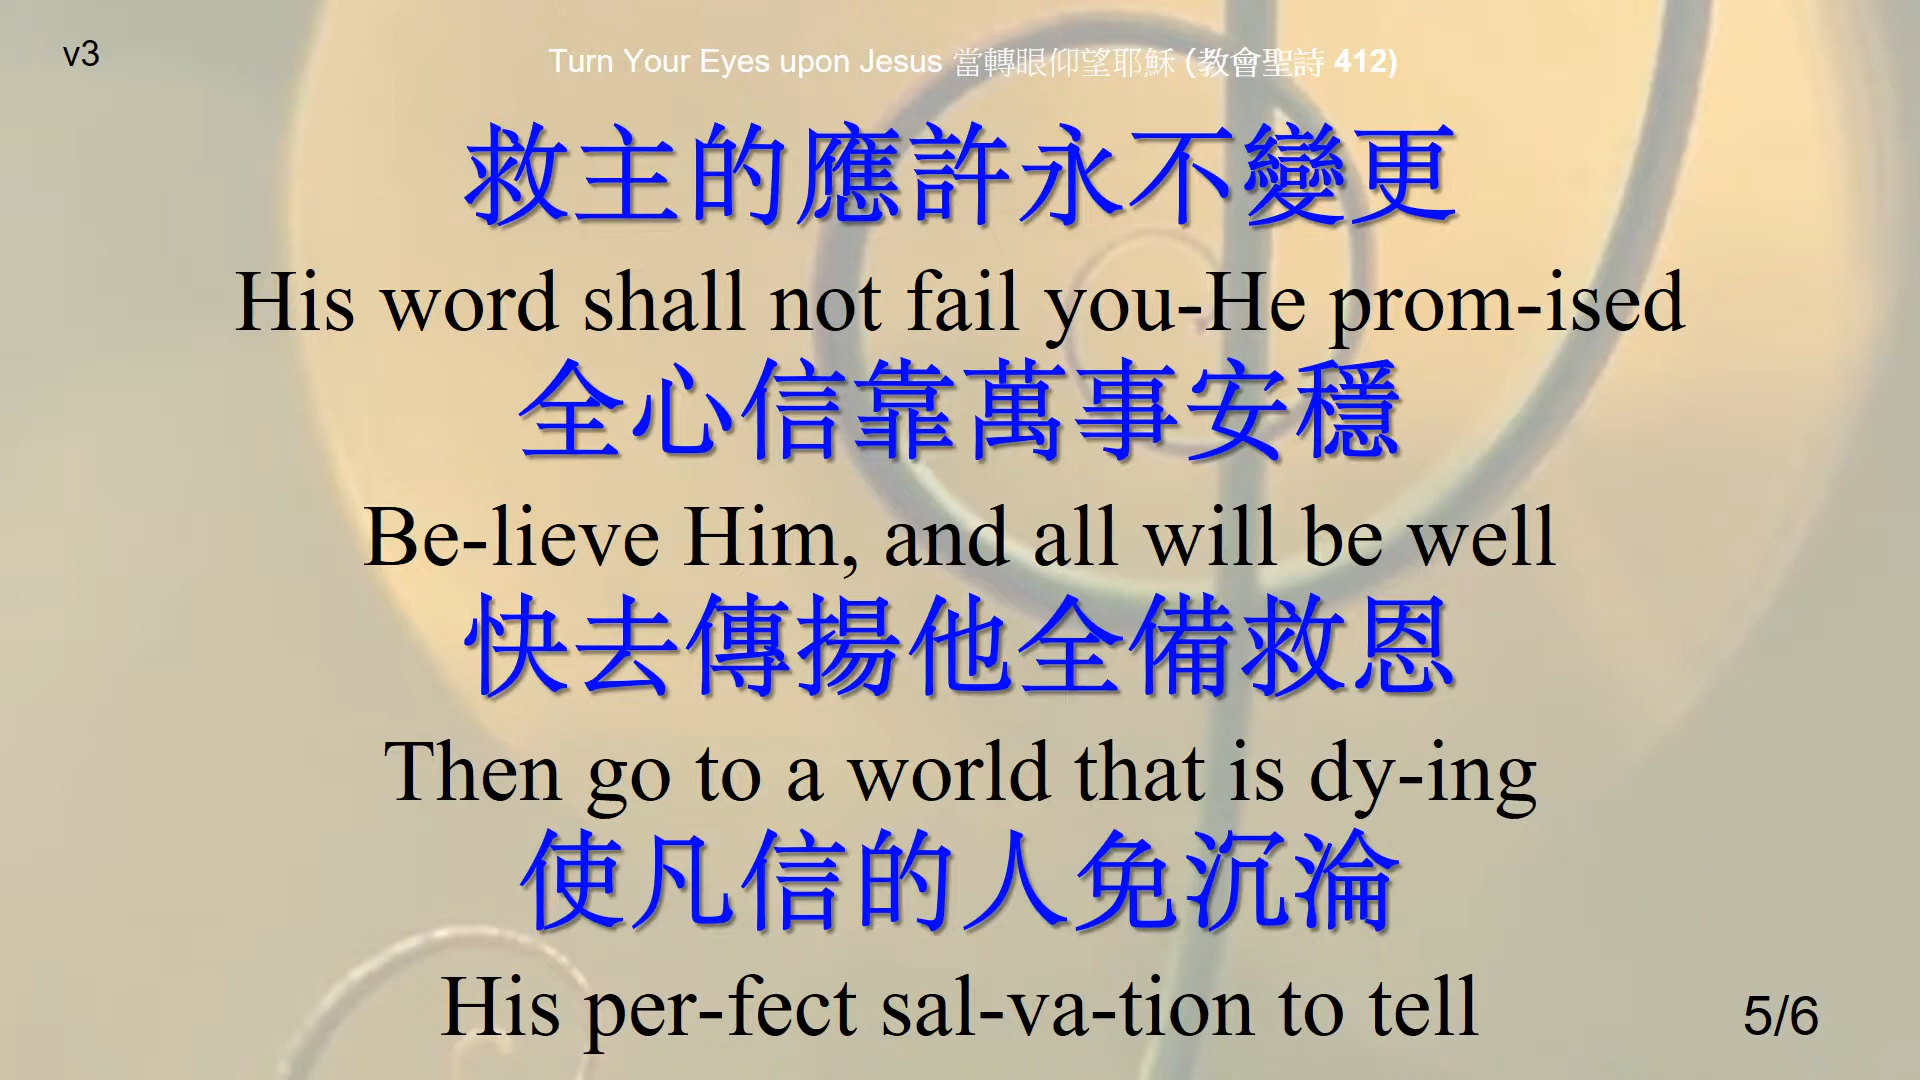 v3
Turn Your Eyes upon Jesus 當轉眼仰望耶穌 (教會聖詩 412)
救主的應許永不變更
His word shall not fail you-He prom-ised
全心信靠萬事安穩
Be-lieve Him, and all will be well
快去傳揚他全備救恩
Then go to a world that is dy-ing
使凡信的人免沉淪
His per-fect sal-va-tion to tell
5/6